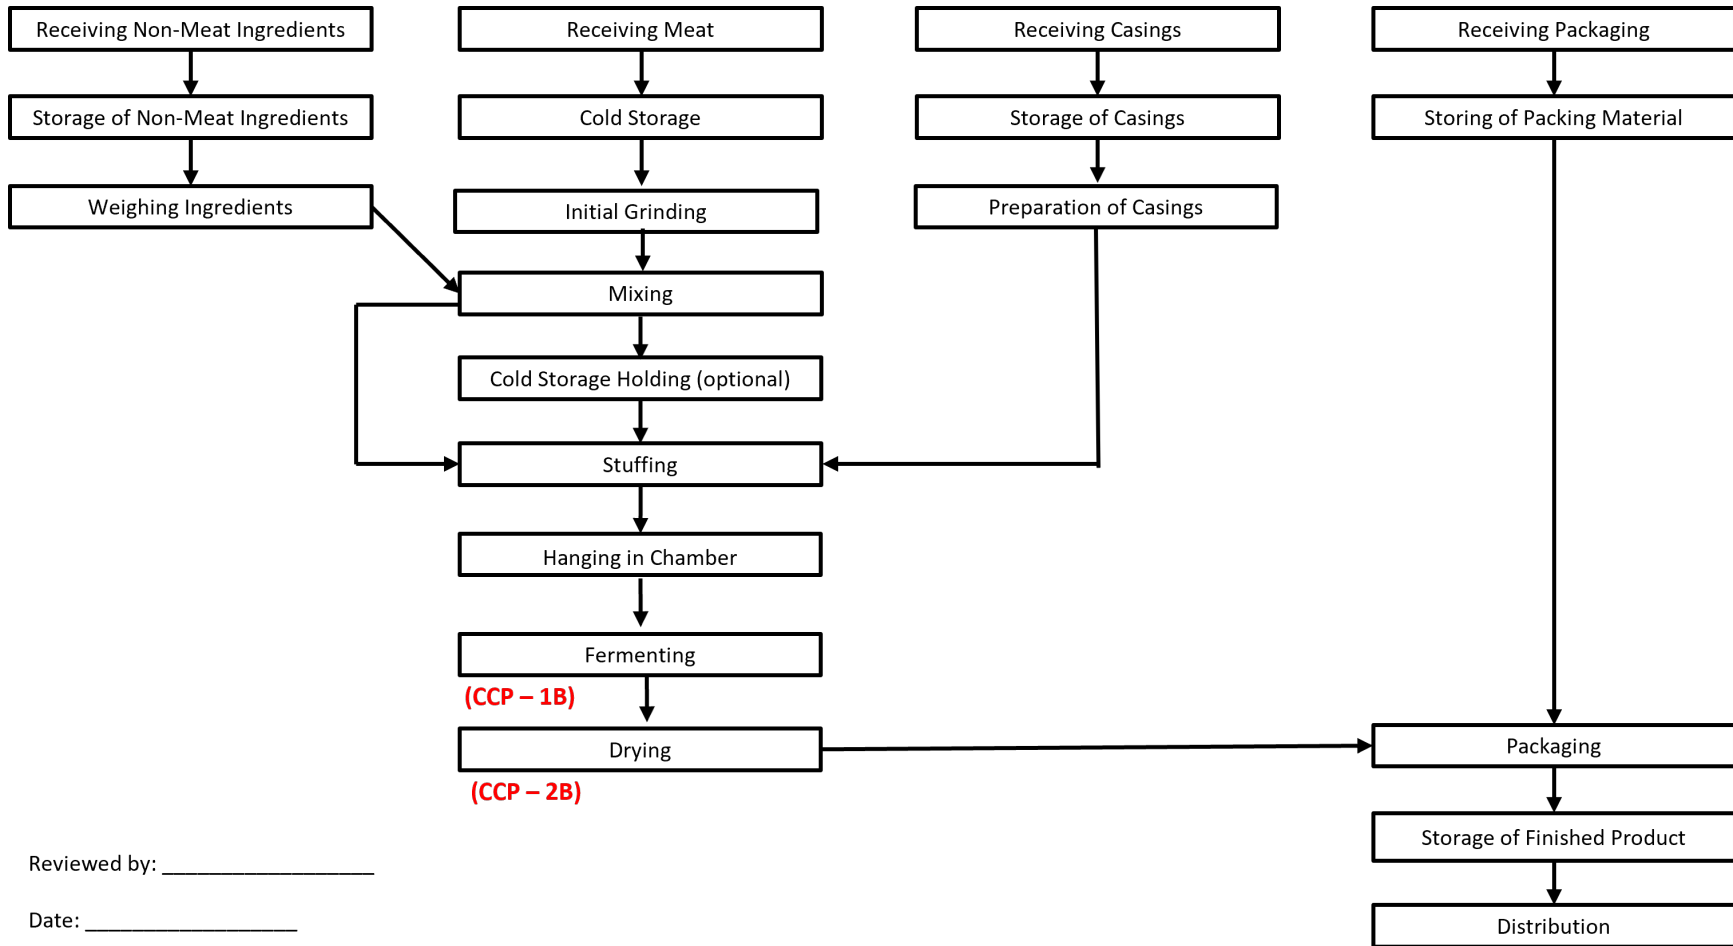 Receiving Non-Meat Ingredients
Receiving Meat
Receiving Casings
Receiving Packaging
Storage of Non-Meat Ingredients
Cold Storage
Storage of Casings
Storing of Packing Material
Weighing Ingredients
Initial Grinding
Preparation of Casings
Mixing
Cold Storage Holding (optional)
Stuffing
Hanging in Chamber
Fermenting
(CCP – 1B)
Drying
Packaging
(CCP – 2B)
Storage of Finished Product
Reviewed by: __________________
Date: __________________
Distribution